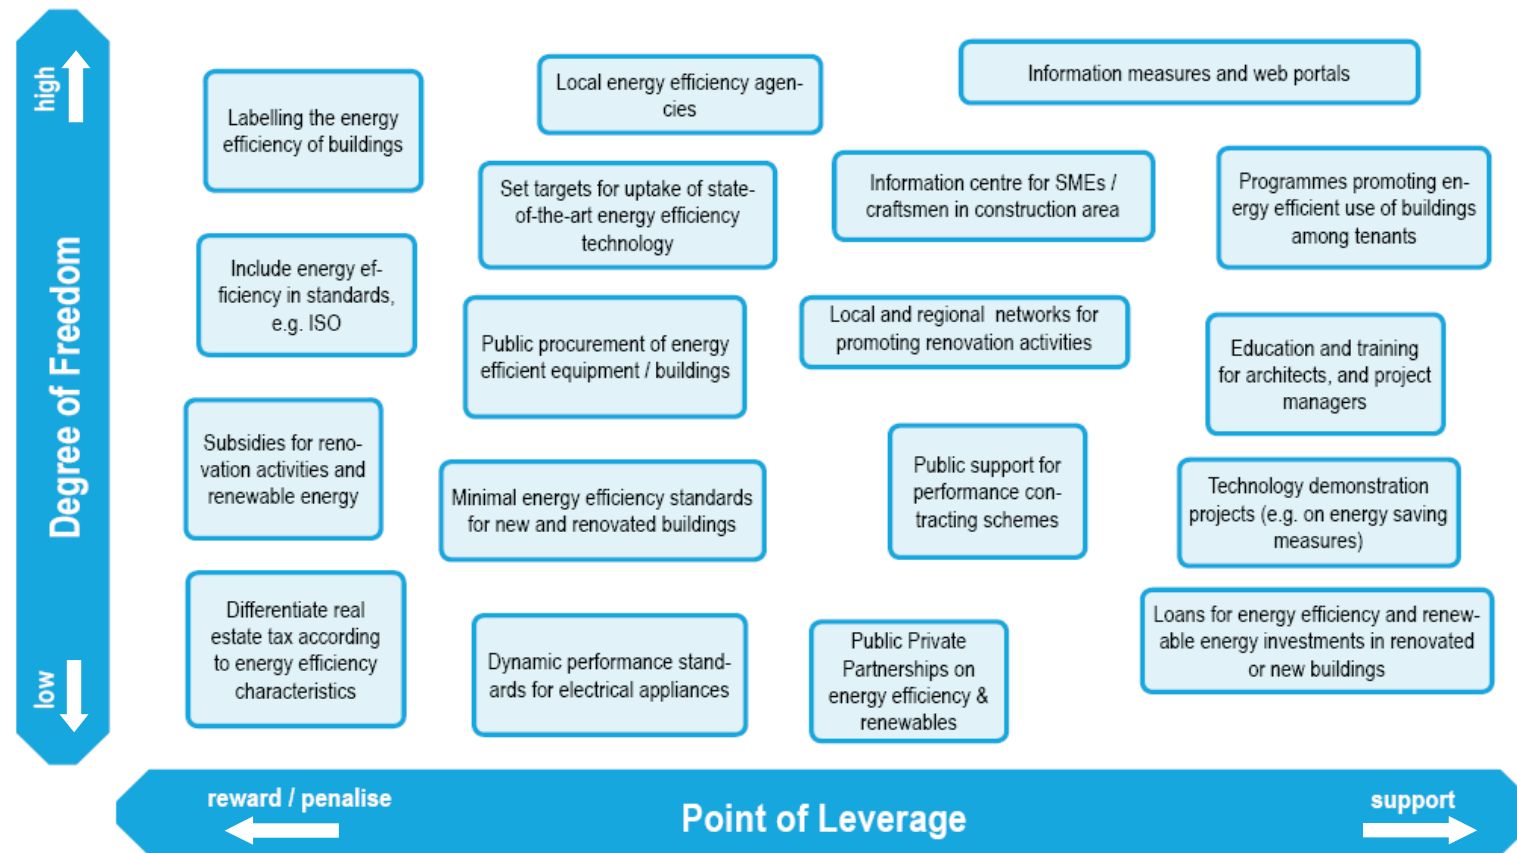 high
Degree of Freedom
low
Labelling the energy
efficiency of buildings
Local energy efficiency agen-
cies
Information measures and web portals
Set targets for uptake of state-
of-the-art energy efficiency
technology
Information centre for SMEs /
craftsmen in construction area
Programmes promoting en-
ergy efficient use of buildings
among tenants
Include energy ef-
ficiency in standards,
e.g. ISO
Public procurement of energy
efficient equipment / buildings
Local and regional networks for
promoting renovation activities
Education and training
for architects, and project
managers
Subsidies for reno-
vation activities and
renewable energy
Minimal energy efficiency standards
for new and renovated buildings
Public support for
performance con-
tracting schemes
Technology demonstration
projects (e.g. on energy saving
measures)
Differentiate real
estate tax according
to energy efficiency
characteristics
Dynamic performance stand-
ards for electrical appliances
Public Private
Partnerships on
energy efficiency &
renewables
Loans for energy efficiency and renew-
able energy investments in renovated
or new buildings
reward / penalise
Point of Leverage
support